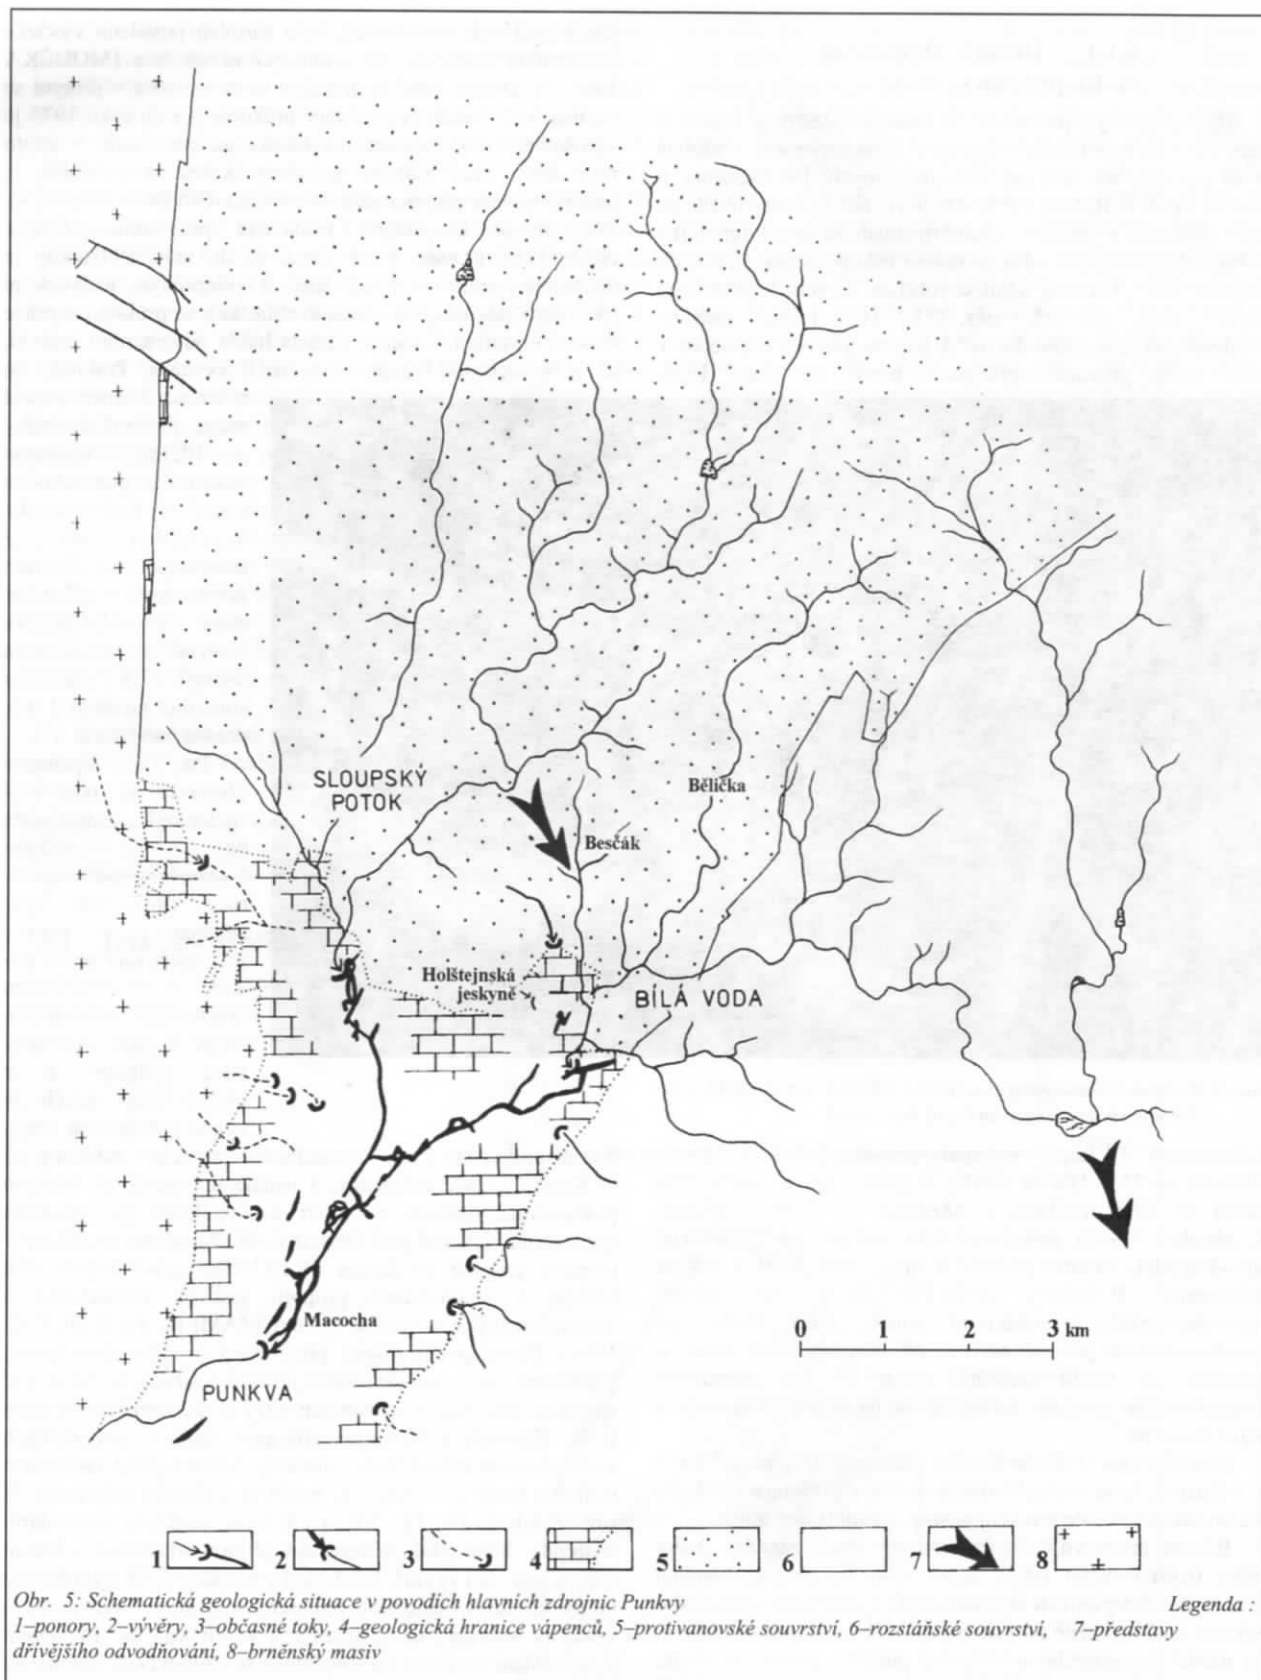 SLOUPSKÝ
POTOK
Bělička
Besčák
Holštejnská
jeskyně
BÍLÁ VODA
Macocha
0 1 2 3 km
PUNKVA
1 2 3 4 5 6 7 8
Obr. 5: Schematická geologická situace v povodích hlavních zdrojnic Punkvy Legenda :
1–ponory, 2–vývěry, 3–občasné toky, 4–geologická hranice vápenců, 5–protivanovské souvrství, 6–rozstáňské souvrství, 7–představy
dřívějšího odvodňování, 8–brněnský masiv